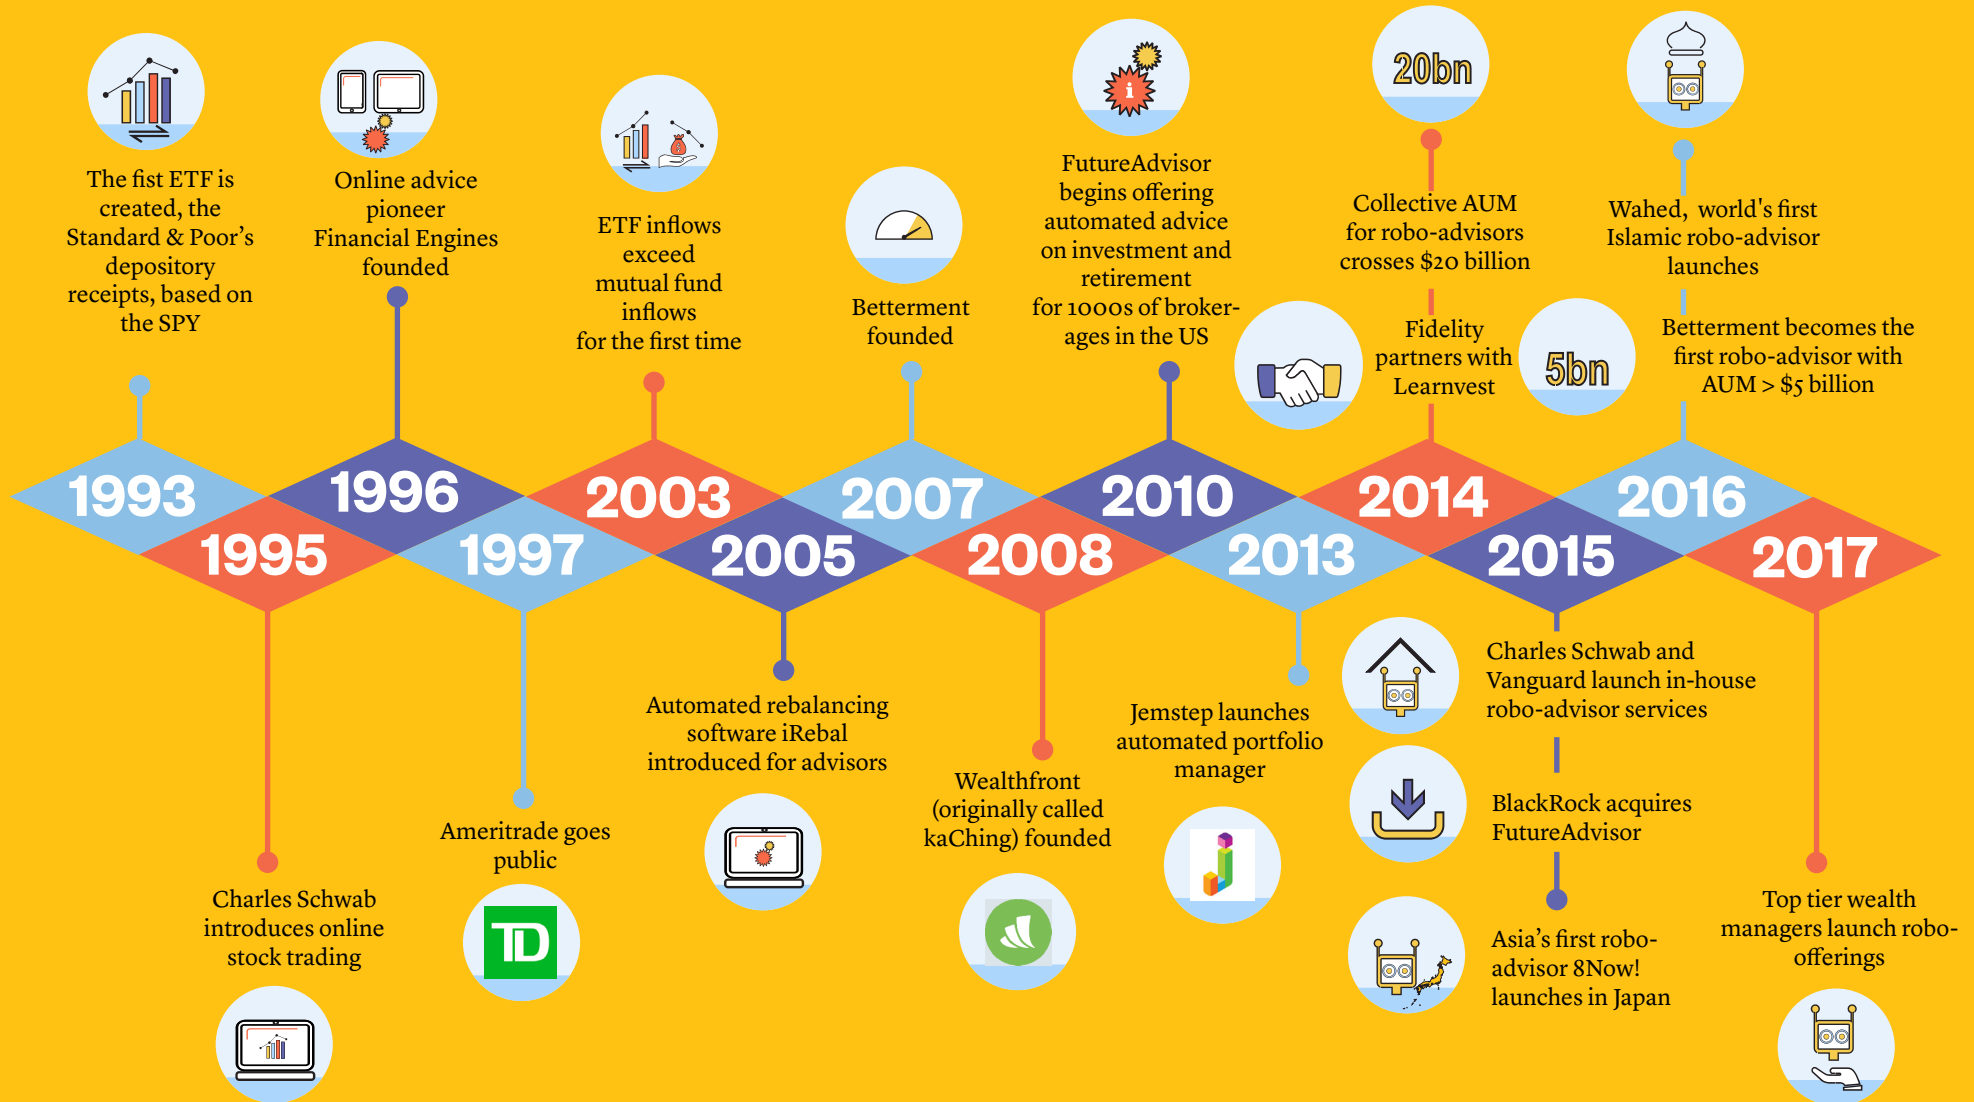 The fist ETF is
created, the
Standard & Poor’s
depository
receipts, based on
the SPY
1993
Charles Schwab
introduces online
stock trading
1995
Online advice
pioneer
Financial Engines
founded
1996
Ameritrade goes
public
TD
1997
ETF inflows
exceed
mutual fund
inflows
for the first time
2003
Automated rebalancing
software iRebal
introduced for advisors
2005
Betterment
founded
2007
Wealthfront
(originally called
kaChing) founded
2008
i
FutureAdvisor
begins offering
automated advice
on investment and
retirement
for 1000s of broker-
ages in the US
2010
Jemstep launches
automated portfolio
manager
2013
20bn
Collective AUM
for robo-advisors
crosses $20 billion
Fidelity
partners with
Learnvest
2014
Charles Schwab and
Vanguard launch in-house
robo-advisor services
BlackRock acquires
FutureAdvisor
Asia’s first robo-
advisor 8Now!
launches in Japan
2015
Wahed, world's first
Islamic robo-advisor
launches
5bn
Betterment becomes the
first robo-advisor with
AUM > $5 billion
2016
Top tier wealth
managers launch robo-
offerings
2017